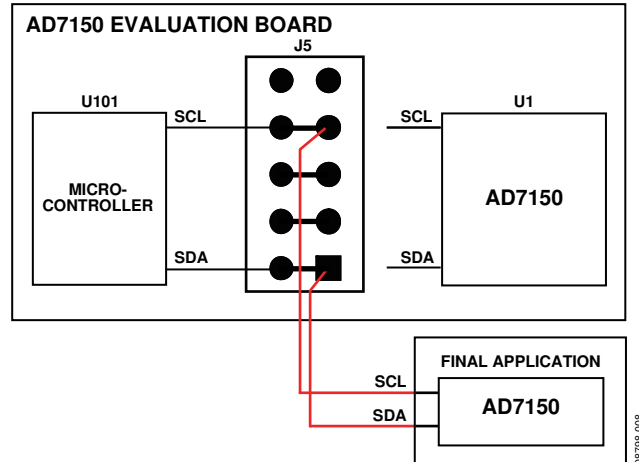 AD7150 EVALUATION BOARD
J5
U101
SCL
SCL
U1
MICRO-
CONTROLLER
AD7150
SDA
SDA
FINAL APPLICATION
SCL
AD7150
SDA